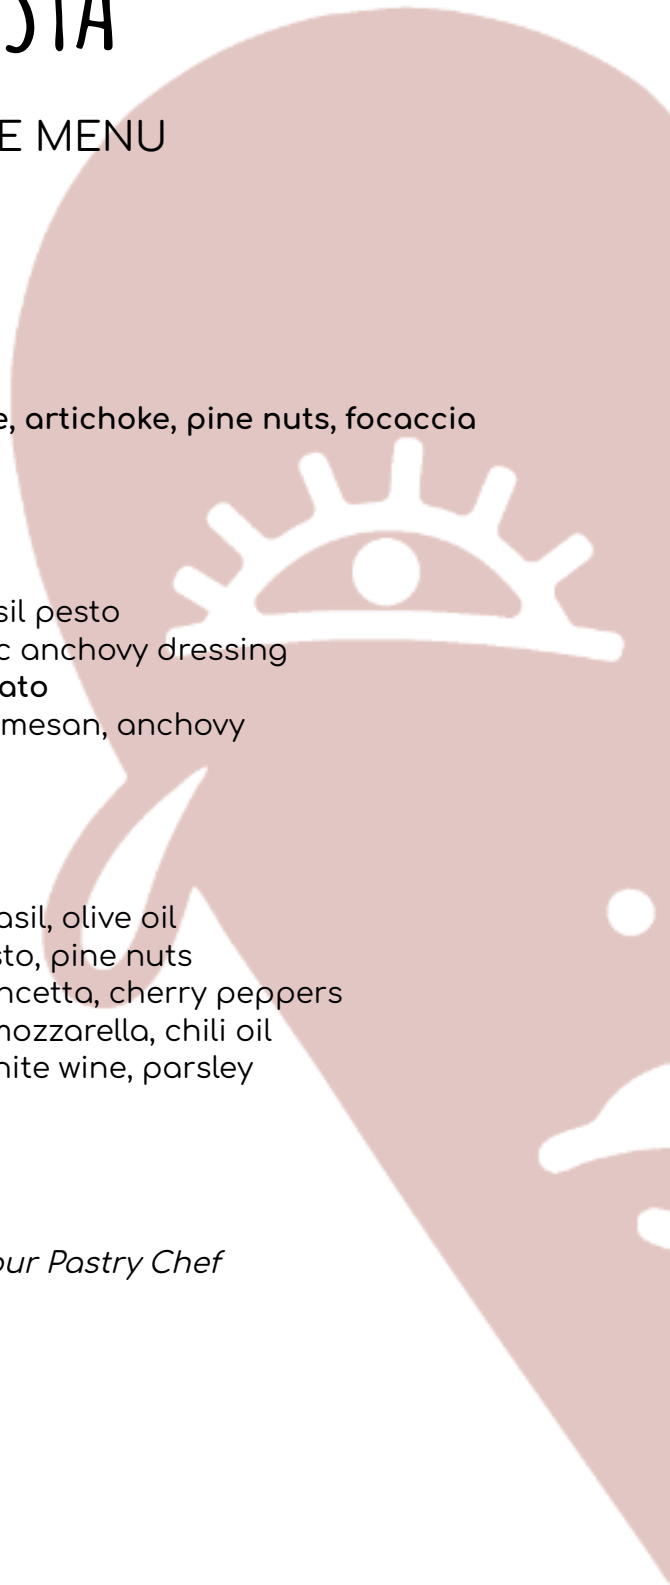 STA
E MENU
e, artichoke, pine nuts, focaccia
sil pesto
c anchovy dressing
ato
mesan, anchovy
asil, olive oil
sto, pine nuts
ncetta, cherry peppers
mozzarella, chili oil
hite wine, parsley
our Pastry Chef